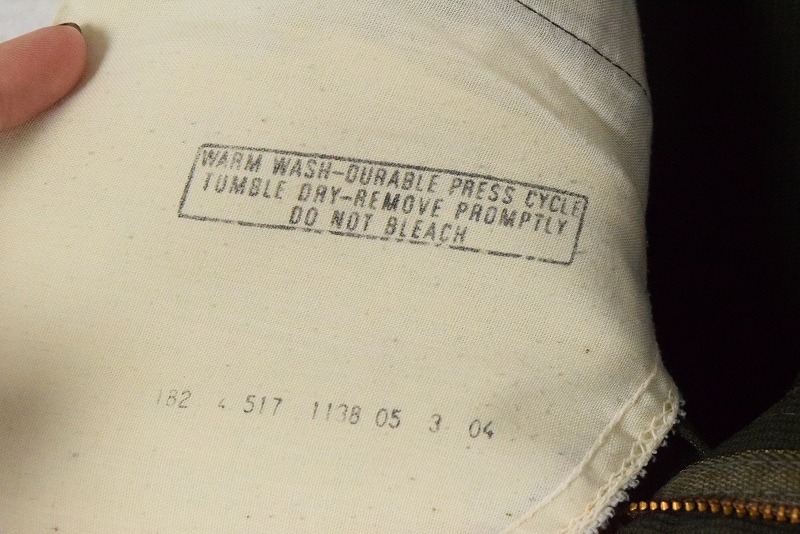 WARM WASH-DURABLE PRESS CYCLE
TUMBLE DRY-REMOVE PROMPTLY
DO NOT BLEACH
182 4 517 1138 05 3 04